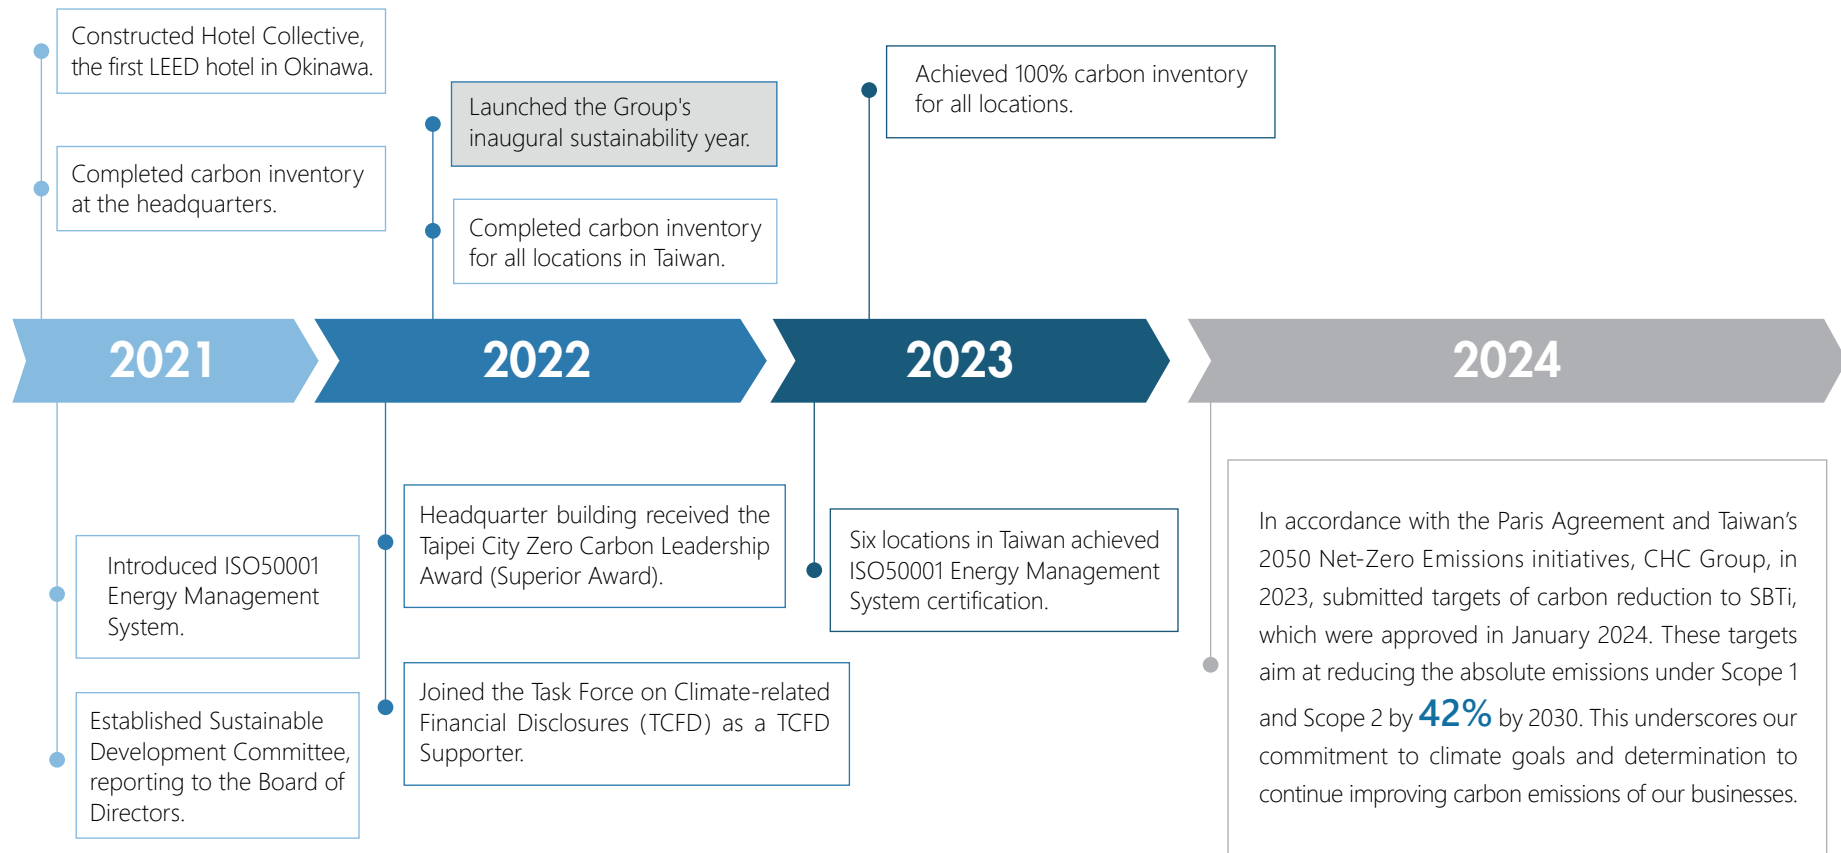 Constructed Hotel Collective,
the first LEED hotel in Okinawa.
Completed carbon inventory
at the headquarters.
Launched the Group's
inaugural sustainability year.
Completed carbon inventory
for all locations in Taiwan.
Achieved 100% carbon inventory
for all locations.
2021
2022
2023
2024
Introduced ISO50001
Energy Management
System.
Established Sustainable
Development Committee,
reporting to the Board of
Directors.
Headquarter building received the
Taipei City Zero Carbon Leadership
Award (Superior Award).
Joined the Task Force on Climate-related
Financial Disclosures (TCFD) as a TCFD
Supporter.
Six locations in Taiwan achieved
ISO50001 Energy Management
System certification.
In accordance with the Paris Agreement and Taiwan’s
2050 Net-Zero Emissions initiatives, CHC Group, in
2023, submitted targets of carbon reduction to SBTi,
which were approved in January 2024. These targets
aim at reducing the absolute emissions under Scope 1
and Scope 2 by 42% by 2030. This underscores our
commitment to climate goals and determination to
continue improving carbon emissions of our businesses.